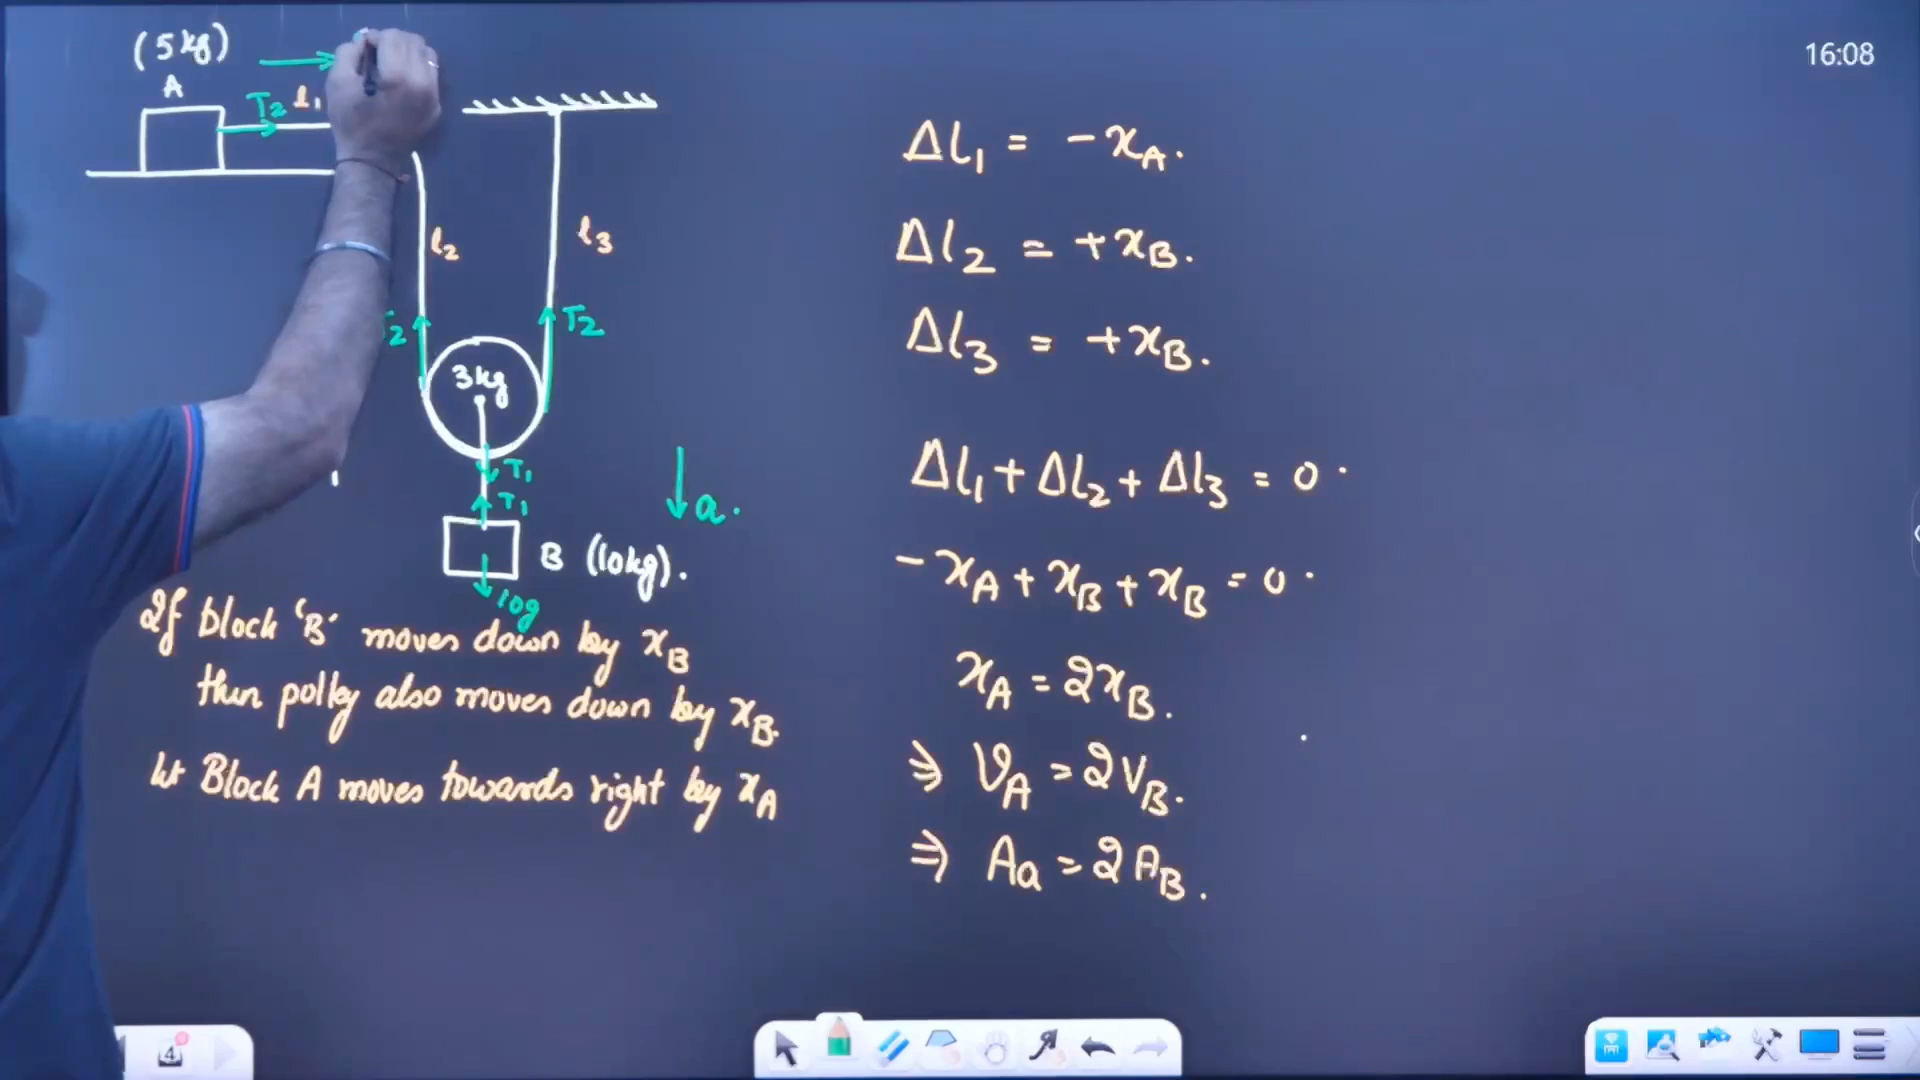 (5kg)
A
T2 l1
l2
l3
T2
3kg
T1
T1
a.
B (10kg).
10g
If block 'B' moves down by xB
then polley also moves down by xB.
let Block A moves towards right by xA
Δl1 = -xA.
Δl2 = +xB.
Δl3 = +xB.
Δl1 + Δl2 + Δl3 = 0.
-xA + xB + xB = 0.
xA = 2xB.
⇒ VA = 2VB.
⇒ Aa = 2AB.
16:08
4